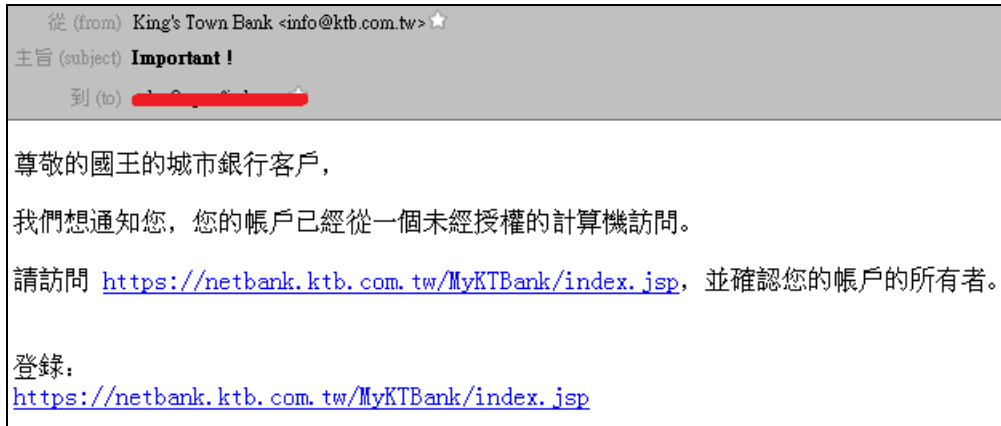 從 (from) King's Town Bank <info@ktb.com.tw>
主旨 (subject) Important !
到 (to)
尊敬的國王的城市銀行客戶,
我們想通知您, 您的帳戶已經從一個未經授權的計算機訪問。
請訪問 https://netbank.ktb.com.tw/MyKTBank/index.jsp, 並確認您的帳戶的所有者。
登錄:
https://netbank.ktb.com.tw/MyKTBank/index.jsp